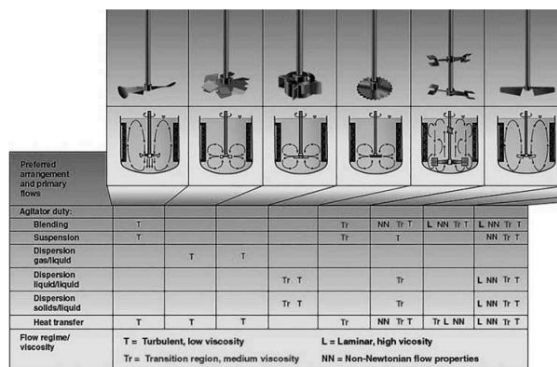 Preferred
arrangement
and primary
flows
Agitator duty:
Blending T Tr NN Tr T L NN Tr T L NN Tr T
Suspension T Tr T NN Tr T
Dispersion
gas/liquid T T
Dispersion
liquid/liquid Tr T Tr L NN Tr T
Dispersion
solids/liquid Tr T Tr L NN Tr T
Heat transfer T T T Tr NN Tr T Tr L NN L NN Tr T
Flow regime/
viscosity
T = Turbulent, low viscosity L = Laminar, high vicosity
Tr = Transition region, medium viscosity NN = Non-Newtonian flow properties